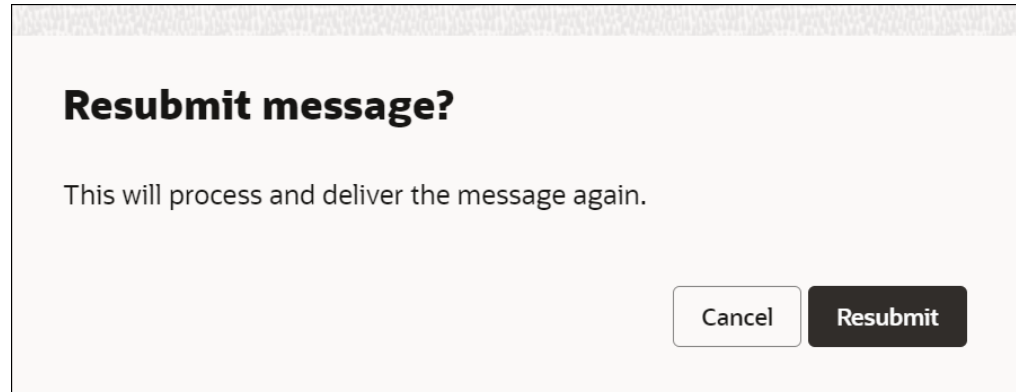 Resubmit message?
This will process and deliver the message again.
Cancel Resubmit